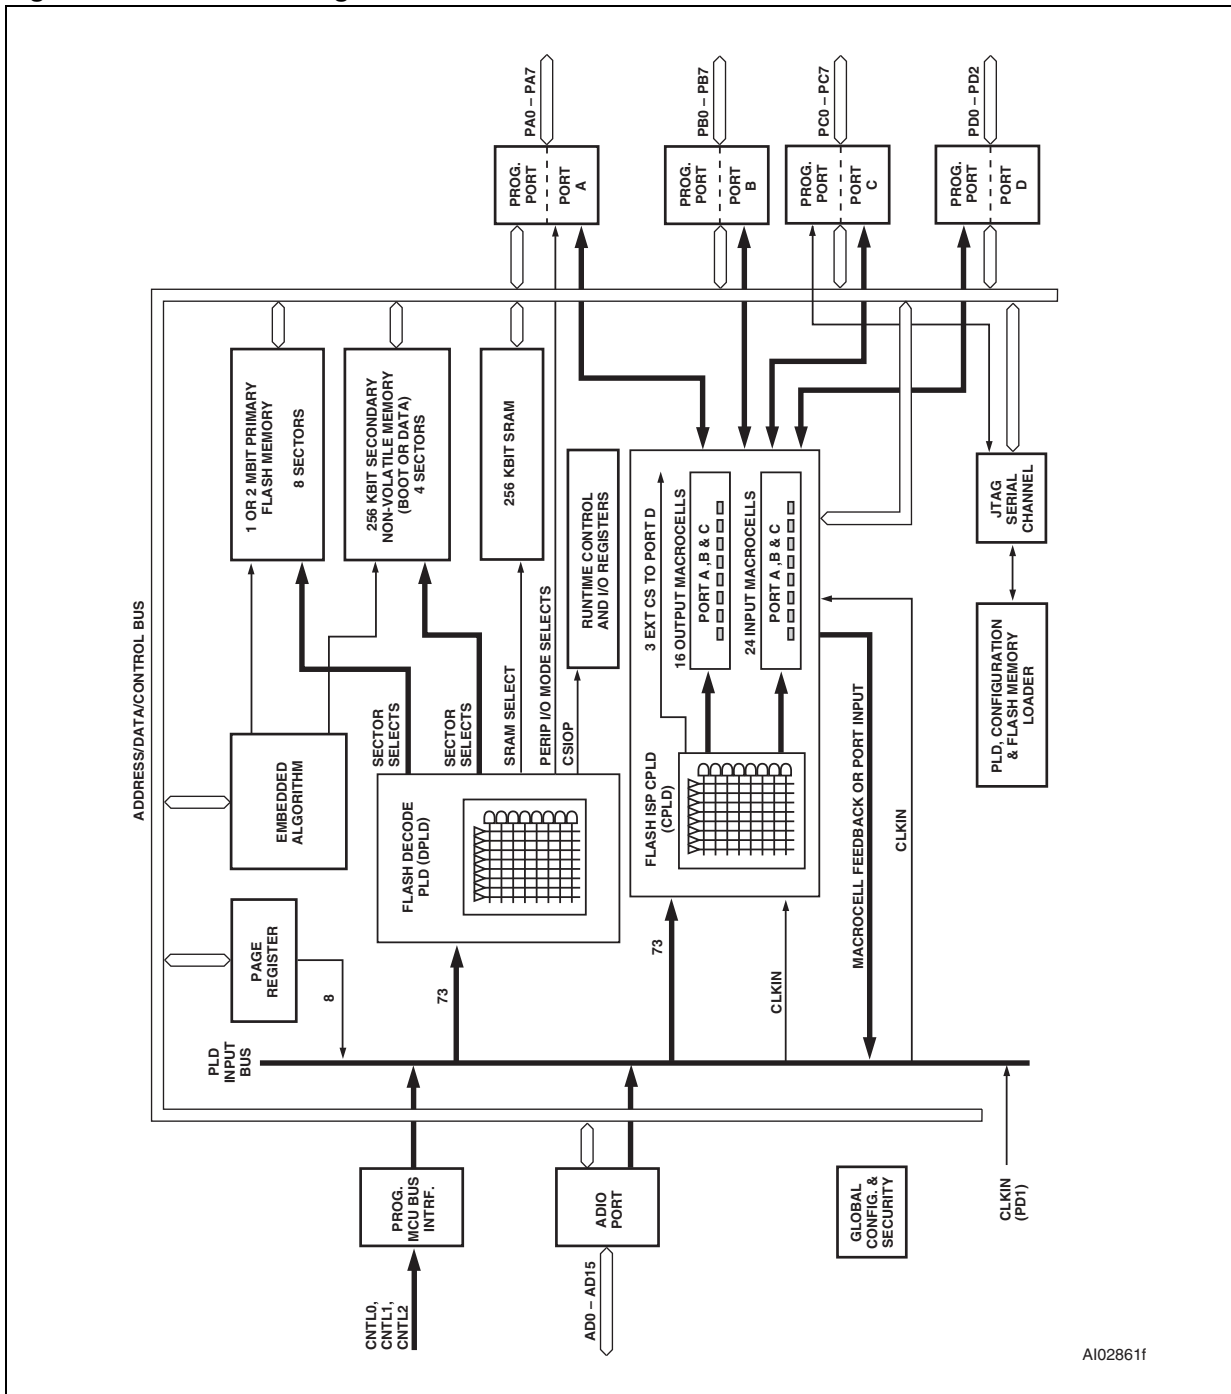 PA0 – PA7
PB0 – PB7
PC0 – PC7
PD0 – PD2
PROG.
PORT
PORT
A
PROG.
PORT
PORT
B
PROG.
PORT
PORT
C
PROG.
PORT
PORT
D
ADDRESS/DATA/CONTROL BUS
1 OR 2 MBIT PRIMARY
FLASH MEMORY
8 SECTORS
256 KBIT SECONDARY
NON-VOLATILE MEMORY
(BOOT OR DATA)
4 SECTORS
256 KBIT SRAM
RUNTIME CONTROL
AND I/O REGISTERS
3 EXT CS TO PORT D
16 OUTPUT MACROCELLS
PORT A ,B & C
24 INPUT MACROCELLS
PORT A ,B & C
JTAG
SERIAL
CHANNEL
PLD, CONFIGURATION
& FLASH MEMORY
LOADER
EMBEDDED
ALGORITHM
SECTOR
SELECTS
SECTOR
SELECTS
SRAM SELECT
PERIP I/O MODE SELECTS
CSIOP
FLASH DECODE
PLD (DPLD)
FLASH ISP CPLD
(CPLD)
MACROCELL FEEDBACK OR PORT INPUT
CLKIN
PAGE
REGISTER
8
73
73
CLKIN
PLD
INPUT
BUS
PROG.
MCU BUS
INTRF.
ADIO
PORT
GLOBAL
CONFIG. &
SECURITY
CLKIN
(PD1)
CNTL0,
CNTL1,
CNTL2
AD0 – AD15
AI02861f